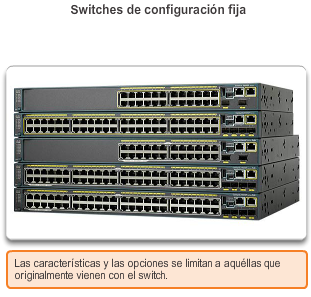 Switches de configuración fija
Las características y las opciones se limitan a aquéllas que
originalmente vienen con el switch.